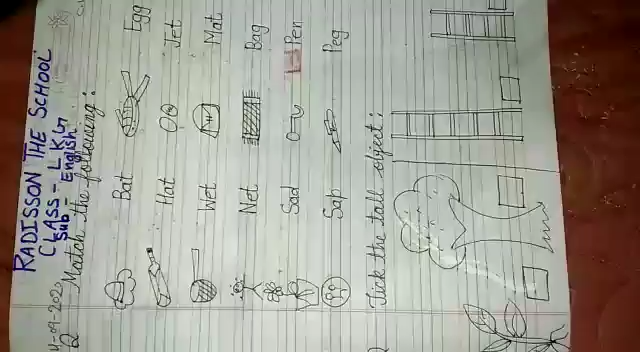 RADISSON THE SCHOOL
CLASS - L.K.G
4-09-2020 Sub - English
Q Match the following:
Bat Egg
Hat Jet
Wet Mat
Net Bag
Sad Pen
Sap Peg
Tick the tall object: